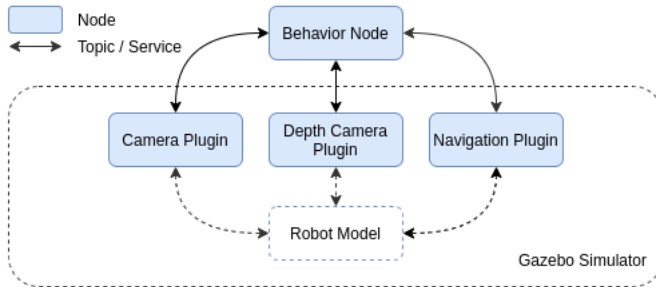 Node
Topic / Service
Behavior Node
Camera Plugin
Depth Camera
Plugin
Navigation Plugin
Robot Model
Gazebo Simulator